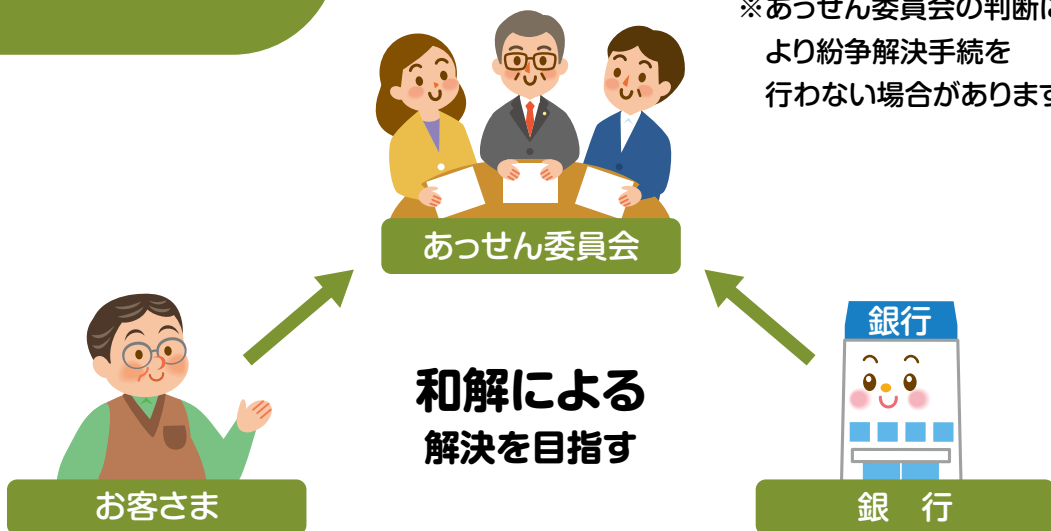 ※あっせん委員会の判断に
より紛争解決手続を
行わない場合があります
あっせん委員会
銀行
和解による
解決を目指す
お客さま
銀 行